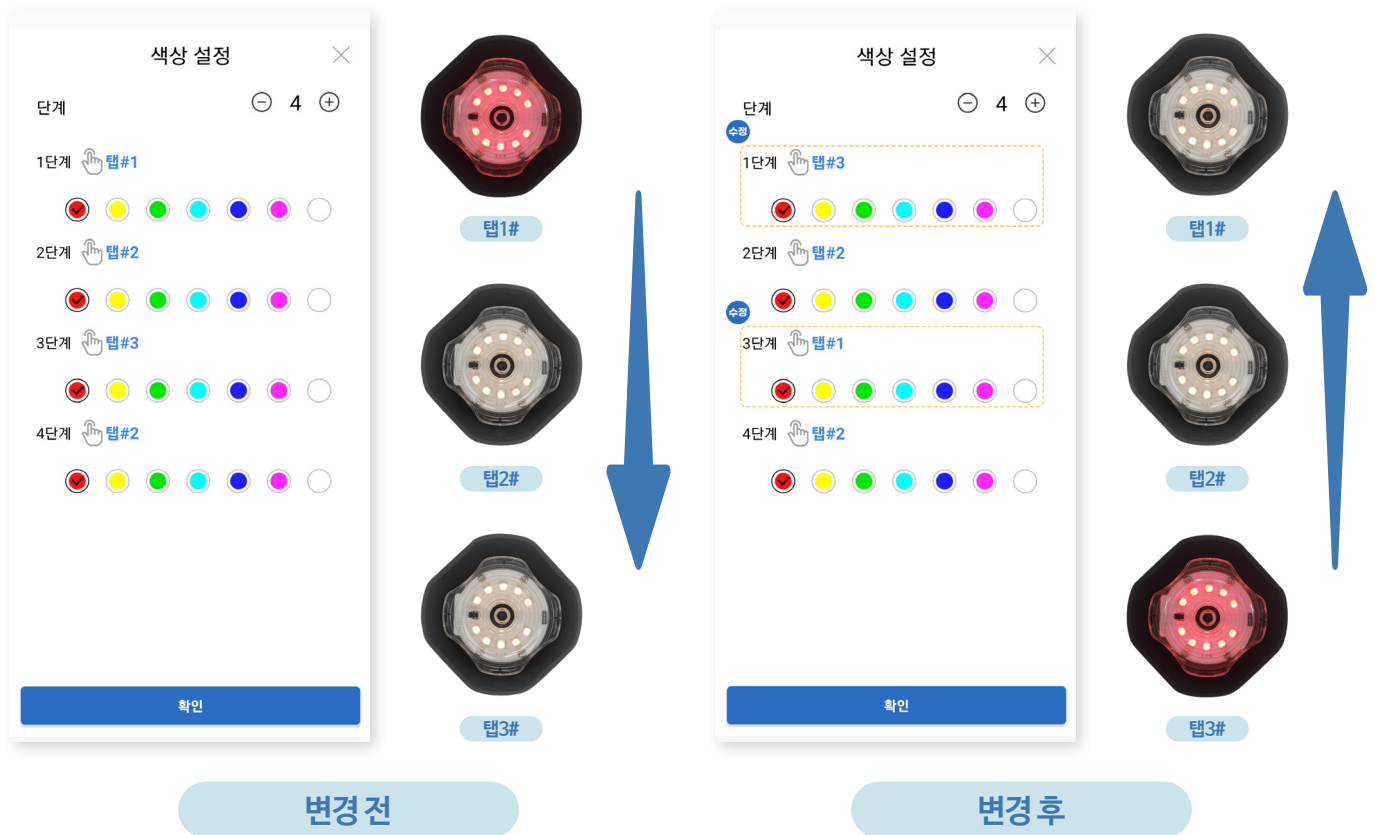 색상 설정
단계
4
1단계 탭#1
2단계 탭#2
3단계 탭#3
4단계 탭#2
확인
탭1#
탭2#
탭3#
변경 전
색상 설정
단계
4
수정
1단계 탭#3
2단계 탭#2
수정
3단계 탭#1
4단계 탭#2
확인
탭1#
탭2#
탭3#
변경 후